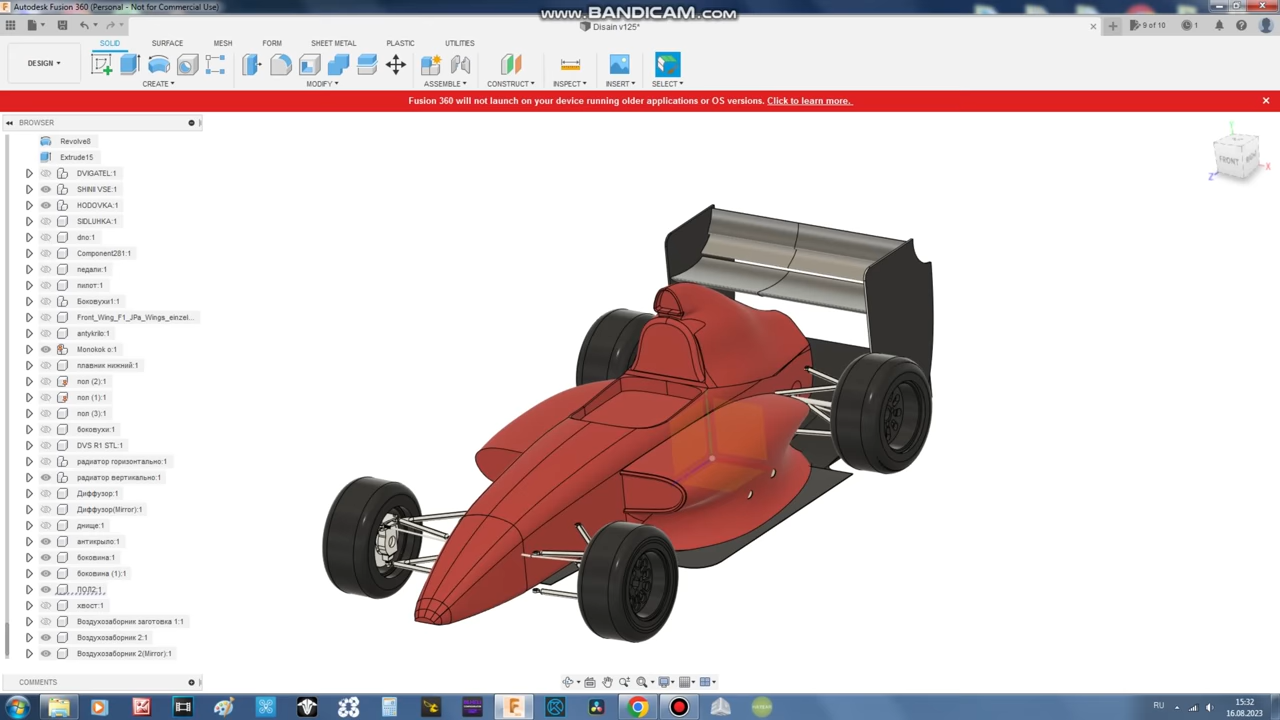 Autodesk Fusion 360 (Personal - Not for Commercial Use)
WWW.BANDICAM.COM
Disain v125*
9 of 10
1
SOLID SURFACE MESH FORM SHEET METAL PLASTIC UTILITIES
DESIGN
CREATE MODIFY ASSEMBLE CONSTRUCT INSPECT INSERT SELECT
Fusion 360 will not launch on your device running older applications or OS versions. Click to learn more.
BROWSER
Revolve8
Extrude15
DVIGATEL:1
SHINII VSE:1
HODOVKA:1
SIDLUHKA:1
dno:1
Component281:1
педали:1
пилот:1
Боковухи1:1
Front_Wing_F1_JPa_Wings_einzel...
antykrilo:1
Monokok o:1
плавник нижний:1
пол (2):1
пол (1):1
пол (3):1
боковухи:1
DVS R1 STL:1
радиатор горизонтально:1
радиатор вертикально:1
Диффузор:1
Диффузор(Mirror):1
днище:1
антикрыло:1
боковина:1
боковина (1):1
ПОЛ2:1
хвост:1
Воздухозаборник заготовка 1:1
Воздухозаборник 2:1
Воздухозаборник 2(Mirror):1
COMMENTS
FRONT
Y
X
Z
RU
15:32
16.08.2023